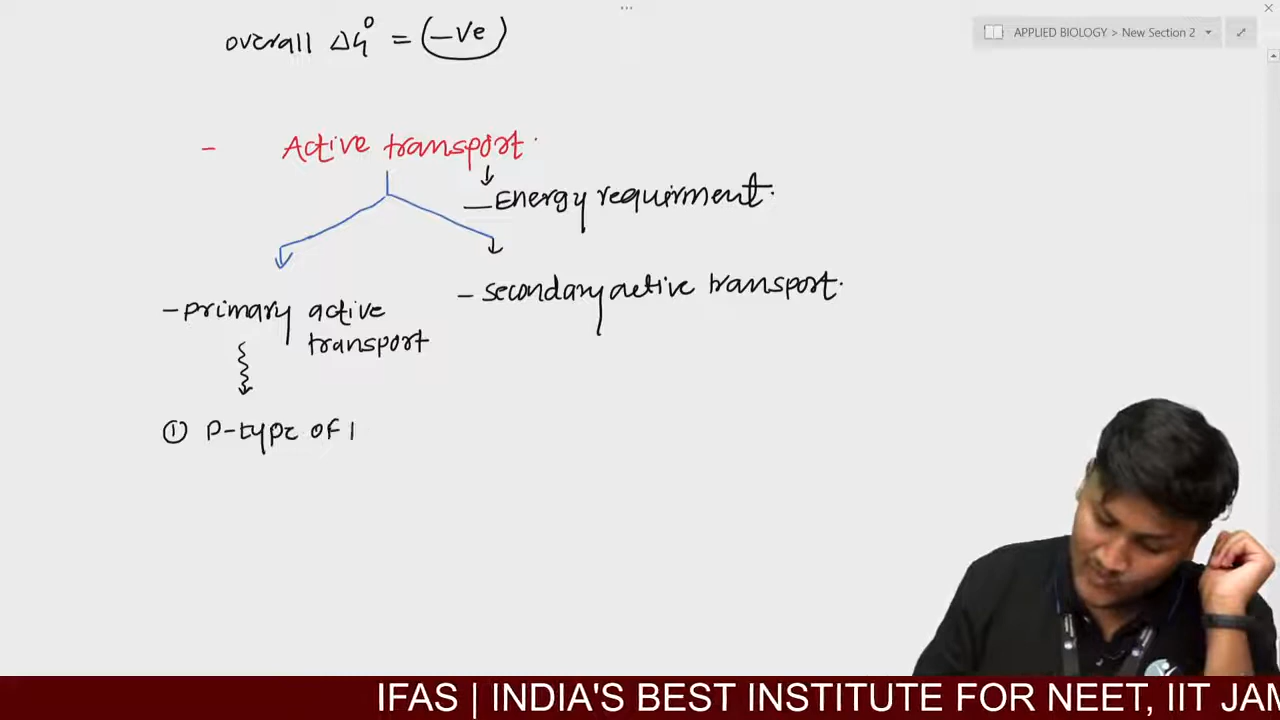 overall ΔG° = (-ve)
APPLIED BIOLOGY > New Section 2
- Active transport.
- Energy requirment.
- secondary active transport.
- primary active
transport
① P-type of
IFAS | INDIA'S BEST INSTITUTE FOR NEET, IIT JAM